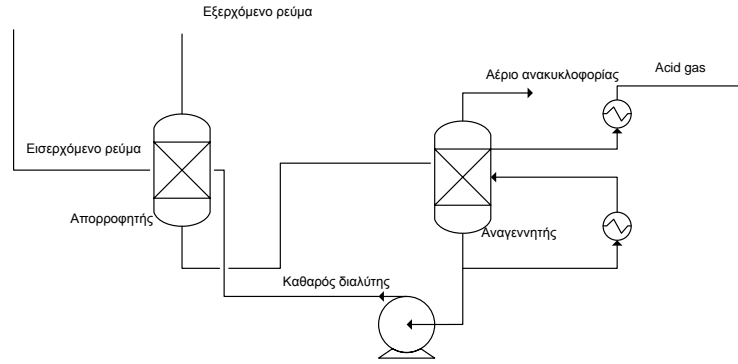 Εξερχόμενο ρεύμα
Αέριο ανακυκλοφορίας
Acid gas
Εισερχόμενο ρεύμα
Απορροφητής
Αναγεννητής
Καθαρός διαλύτης